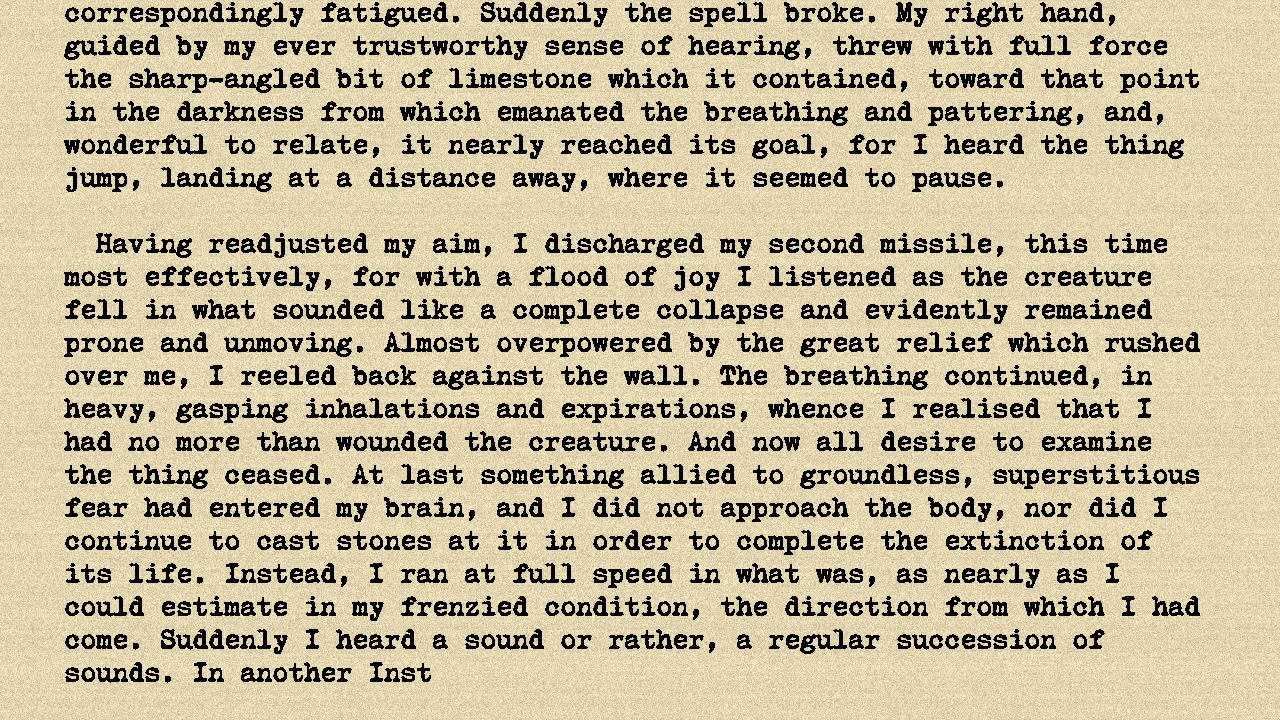 correspondingly fatigued. Suddenly the spell broke. My right hand,
guided by my ever trustworthy sense of hearing, threw with full force
the sharp-angled bit of limestone which it contained, toward that point
in the darkness from which emanated the breathing and pattering, and,
wonderful to relate, it nearly reached its goal, for I heard the thing
jump, landing at a distance away, where it seemed to pause.
Having readjusted my aim, I discharged my second missile, this time
most effectively, for with a flood of joy I listened as the creature
fell in what sounded like a complete collapse and evidently remained
prone and unmoving. Almost overpowered by the great relief which rushed
over me, I reeled back against the wall. The breathing continued, in
heavy, gasping inhalations and expirations, whence I realised that I
had no more than wounded the creature. And now all desire to examine
the thing ceased. At last something allied to groundless, superstitious
fear had entered my brain, and I did not approach the body, nor did I
continue to cast stones at it in order to complete the extinction of
its life. Instead, I ran at full speed in what was, as nearly as I
could estimate in my frenzied condition, the direction from which I had
come. Suddenly I heard a sound or rather, a regular succession of
sounds. In another Inst